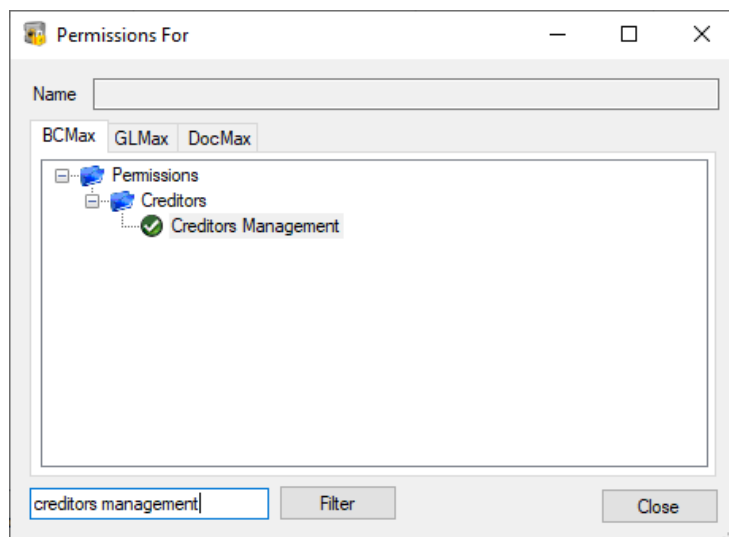 Permissions For
Name
BCMax GLMax DocMax
Permissions
Creditors
Creditors Management
creditors management Filter Close